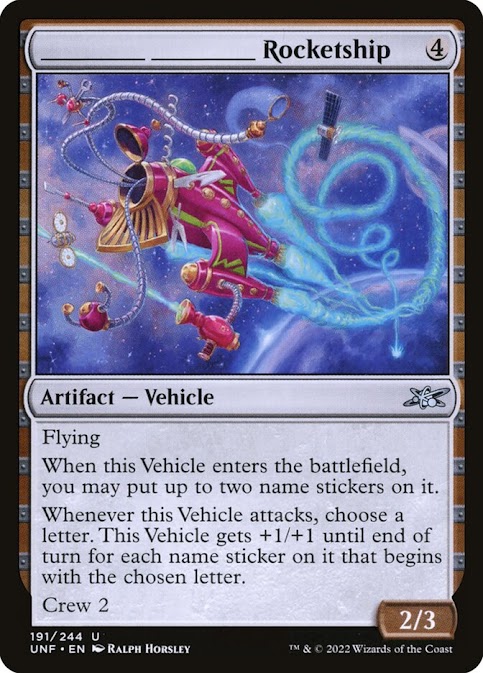 ________ ________ Rocketship 4
Artifact — Vehicle
Flying
When this Vehicle enters the battlefield,
you may put up to two name stickers on it.
Whenever this Vehicle attacks, choose a
letter. This Vehicle gets +1/+1 until end of
turn for each name sticker on it that begins
with the chosen letter.
Crew 2
2/3
191/244 U
UNF • EN RALPH HORSLEY
™ & © 2022 Wizards of the Coast